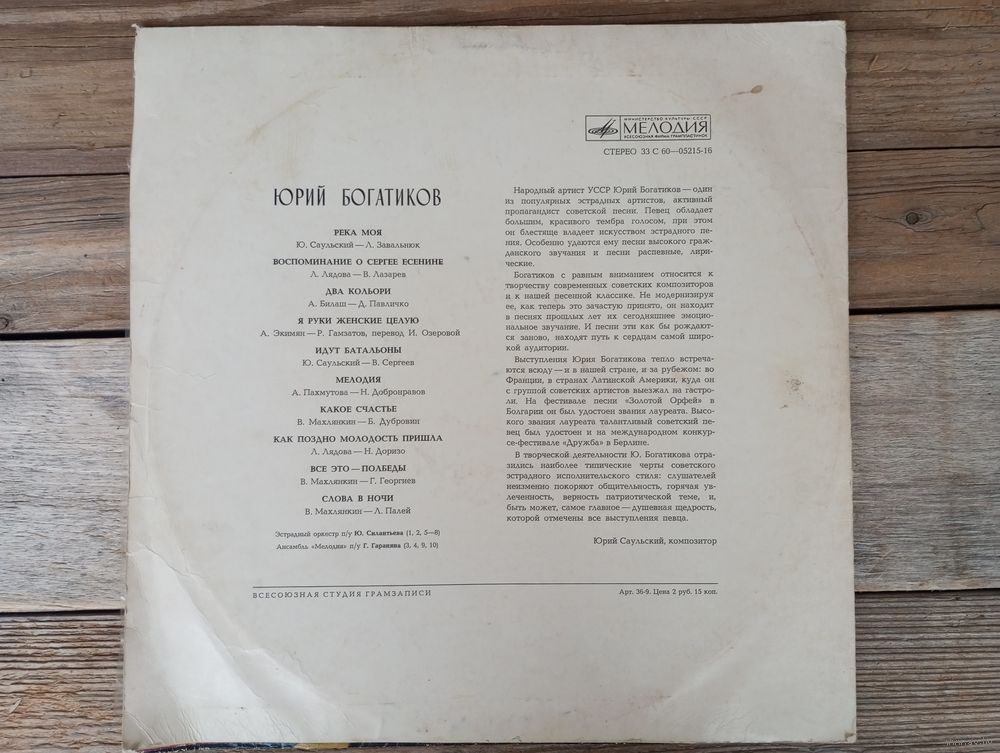 МИНИСТЕРСТВО КУЛЬТУРЫ СССР
МЕЛОДИЯ
ВСЕСОЮЗНАЯ ФИРМА ГРАМПЛАСТИНОК
СТЕРЕО 33 С 60—05215-16
ЮРИЙ БОГАТИКОВ
РЕКА МОЯ
Ю. Саульский — Л. Завальнюк
ВОСПОМИНАНИЕ О СЕРГЕЕ ЕСЕНИНЕ
Л. Лядова — В. Лазарев
ДВА КОЛЬОРИ
А. Билаш — Д. Павличко
Я РУКИ ЖЕНСКИЕ ЦЕЛУЮ
А. Экимян — Р. Гамзатов, перевод И. Озеровой
ИДУТ БАТАЛЬОНЫ
Ю. Саульский — В. Сергеев
МЕЛОДИЯ
А. Пахмутова — Н. Добронравов
КАКОЕ СЧАСТЬЕ
В. Махлянкин — Б. Дубровин
КАК ПОЗДНО МОЛОДОСТЬ ПРИШЛА
Л. Лядова — Н. Доризо
ВСЕ ЭТО — ПОЛБЕДЫ
В. Махлянкин — Г. Георгиев
СЛОВА В НОЧИ
В. Махлянкин — Л. Палей
Эстрадный оркестр п/у Ю. Силантьева (1, 2, 5—8)
Ансамбль «Мелодия» п/у Г. Гараняна (3, 4, 9, 10)
Народный артист УССР Юрий Богатиков — один
из популярных эстрадных артистов, активный
пропагандист советской песни. Певец обладает
большим, красивого тембра голосом, при этом
он блестяще владеет искусством эстрадного пе-
ния. Особенно удаются ему песни высокого граж-
данского звучания и песни распевные, лири-
ческие.
Богатиков с равным вниманием относится к
творчеству современных советских композиторов
и к нашей песенной классике. Не модернизируя
ее, как теперь это зачастую принято, он находит
в песнях прошлых лет их сегодняшнее эмоцио-
нальное звучание. И песни эти как бы рождают-
ся заново, находят путь к сердцам самой широ-
кой аудитории.
Выступления Юрия Богатикова тепло встреча-
ются всюду — и в нашей стране, и за рубежом: во
Франции, в странах Латинской Америки, куда он
с группой советских артистов выезжал на гастро-
ли. На фестивале песни «Золотой Орфей» в
Болгарии он был удостоен звания лауреата. Высо-
кого звания лауреата талантливый советский пе-
вец был удостоен и на международном конкур-
се-фестивале «Дружба» в Берлине.
В творческой деятельности Ю. Богатикова отра-
зились наиболее типические черты советского
эстрадного исполнительского стиля: слушателей
неизменно покоряют общительность, горячая ув-
леченность, верность патриотической теме, и,
быть может, самое главное — душевная щедрость,
которой отмечены все выступления певца.
Юрий Саульский, композитор
ВСЕСОЮЗНАЯ СТУДИЯ ГРАМЗАПИСИ
Арт. 36-9. Цена 2 руб. 15 коп.